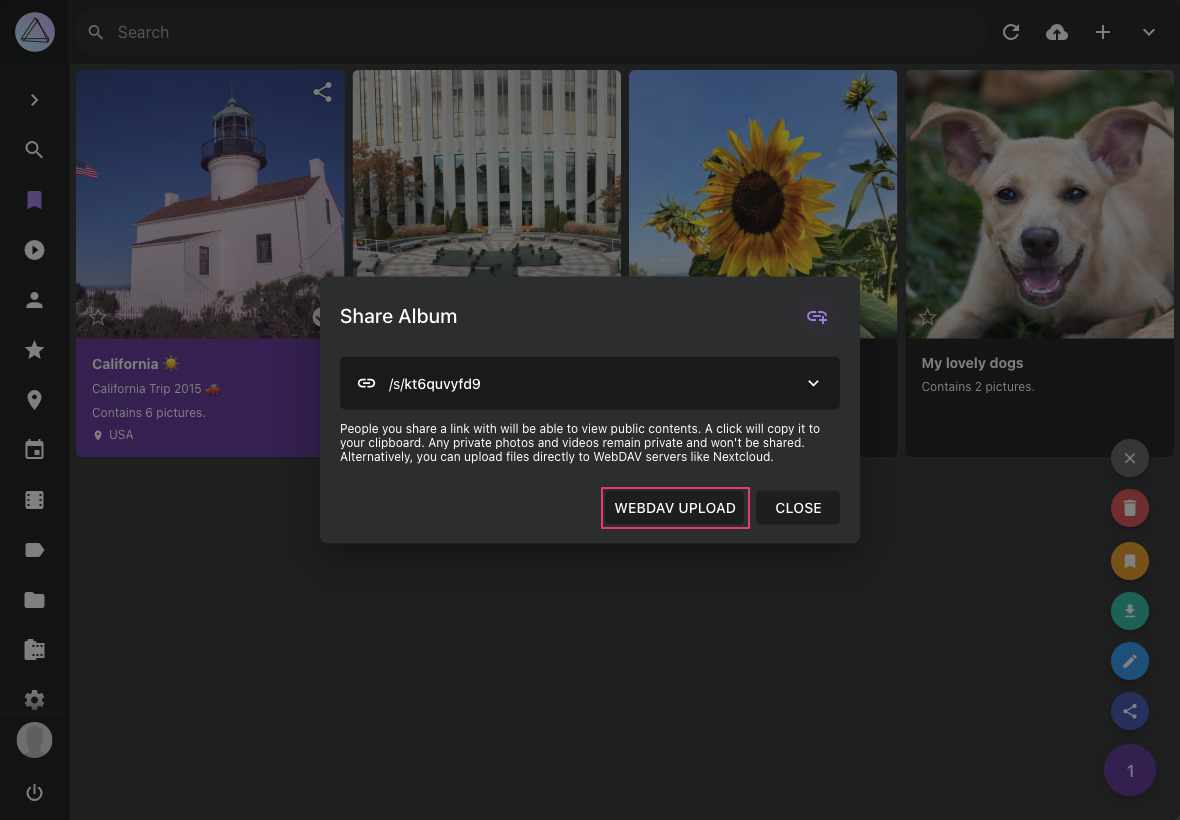 Search
Share Album
/s/kt6quvyfd9
People you share a link with will be able to view public contents. A click will copy it to
your clipboard. Any private photos and videos remain private and won't be shared.
Alternatively, you can upload files directly to WebDAV servers like Nextcloud.
WEBDAV UPLOAD
CLOSE
California ☀️
California Trip 2015 🚗
Contains 6 pictures.
USA
My lovely dogs
Contains 2 pictures.
1